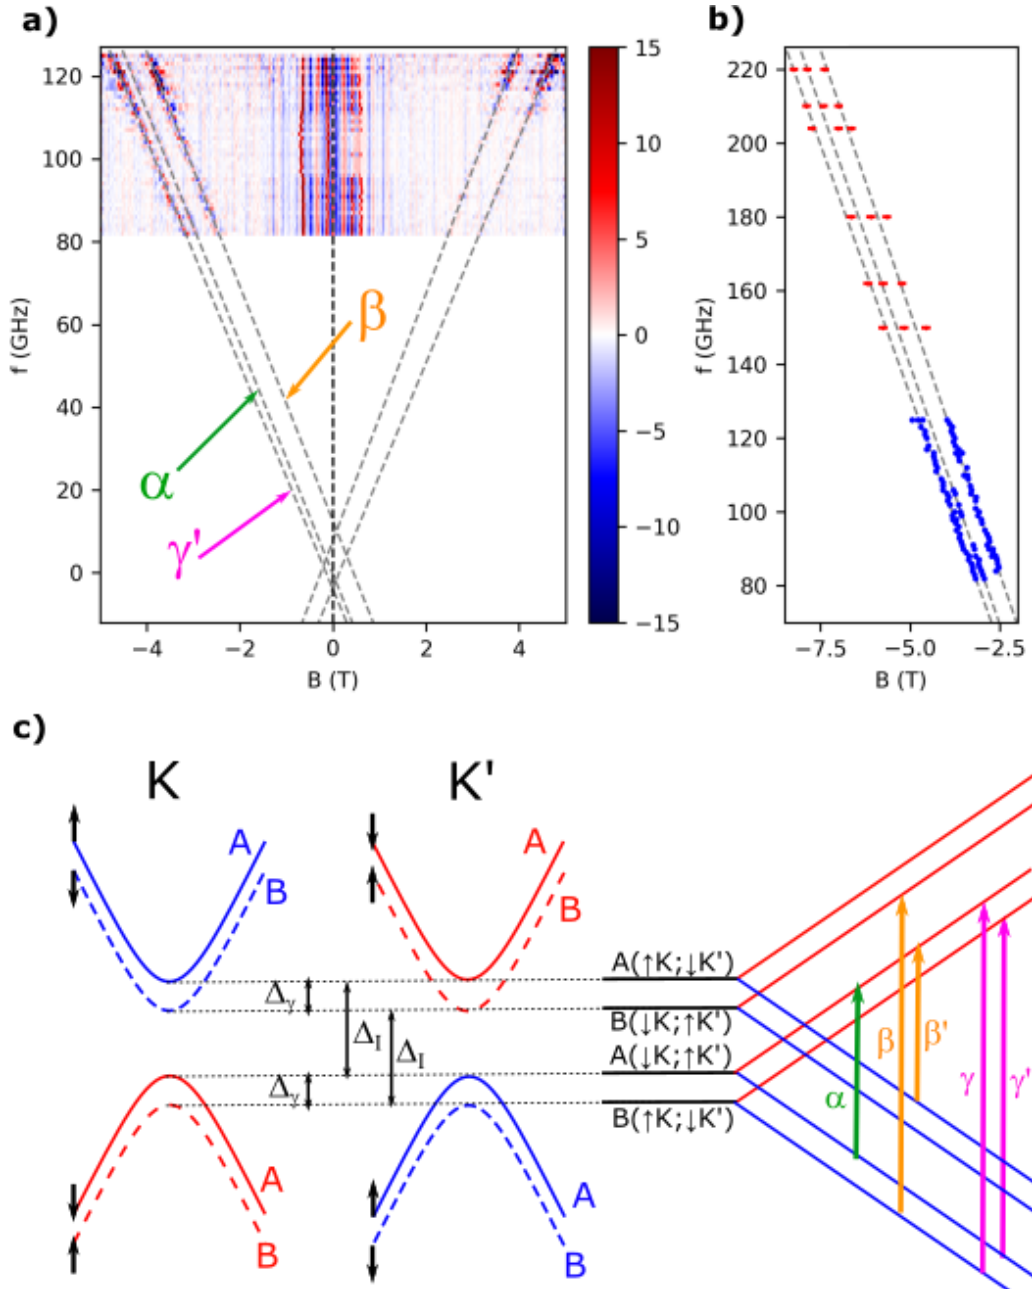 a)
b)
120
100
80
60
40
20
0
f (GHz)
−4
−2
0
2
4
B (T)
α
β
γ'
15
10
5
0
−5
−10
−15
220
200
180
160
140
120
100
80
f (GHz)
−7.5
−5.0
−2.5
B (T)
c)
K
K'
A
B
A
B
A
B
A
B
Δγ
ΔI
ΔI
Δγ
A(↑K;↓K')
B(↓K;↑K')
A(↓K;↑K')
B(↑K;↓K')
α
β
β'
γ
γ'